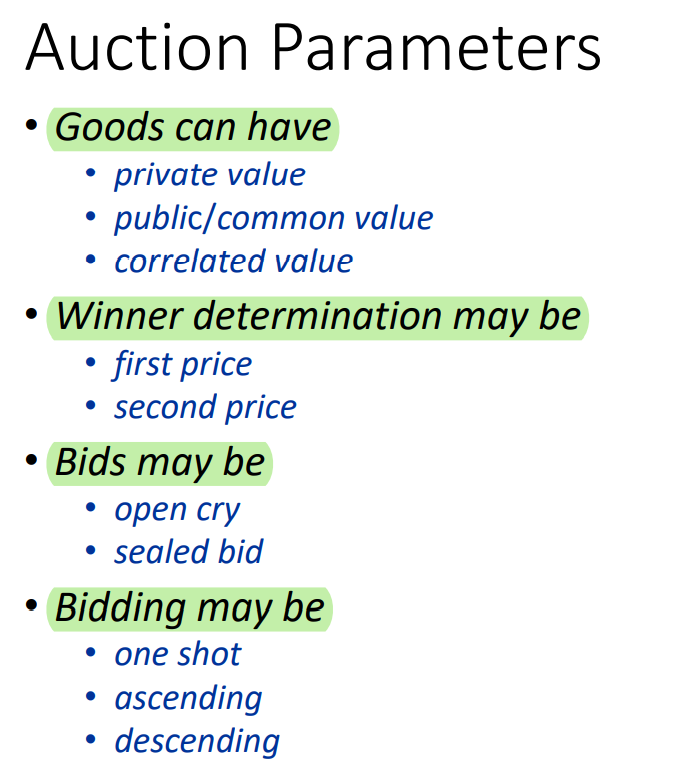 Auction Parameters
• Goods can have
• private value
• public/common value
• correlated value
• Winner determination may be
• first price
• second price
• Bids may be
• open cry
• sealed bid
• Bidding may be
• one shot
• ascending
• descending